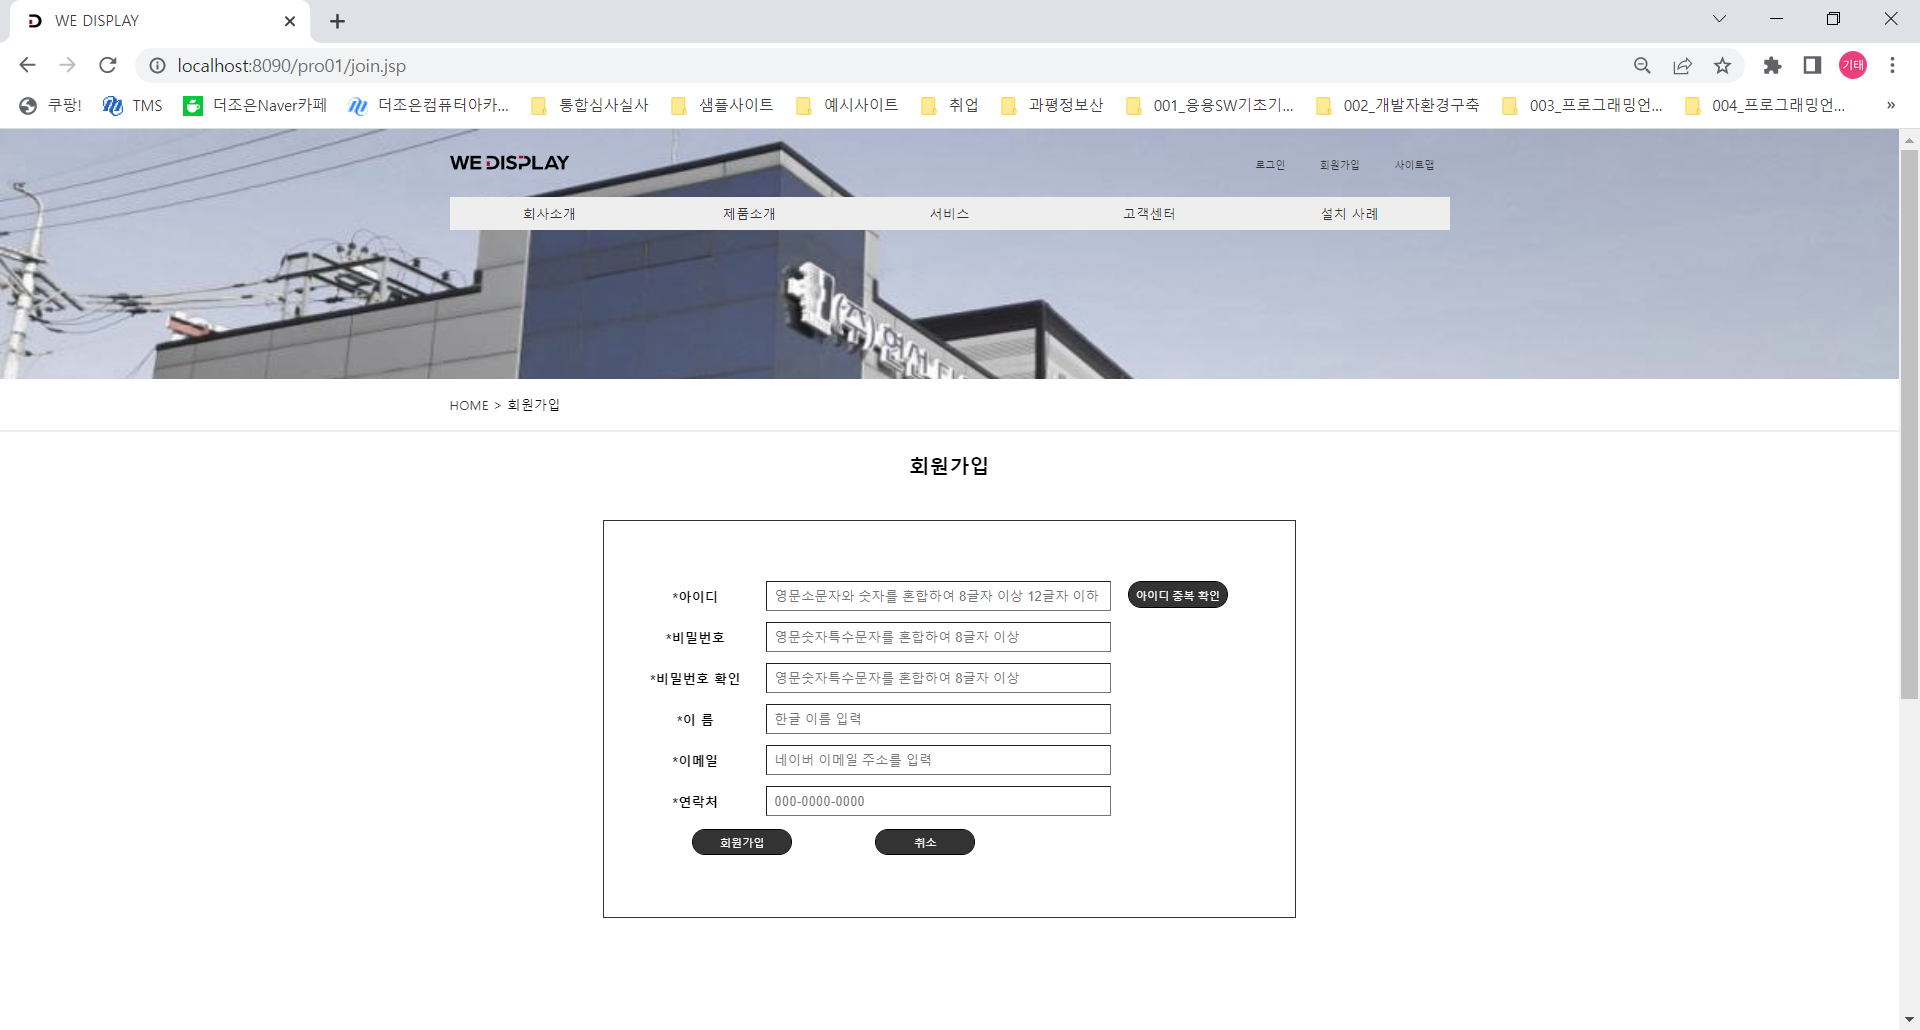 WE DISPLAY
localhost:8090/pro01/join.jsp
기태
쿠팡! TMS 더조은Naver카페 더조은컴퓨터아카... 통합심사실사 샘플사이트 예시사이트 취업 과평정보산 001_응용SW기초기... 002_개발자환경구축 003_프로그래밍언... 004_프로그래밍언... »
WE DISPLAY
로그인 회원가입 사이트맵
회사소개 제품소개 서비스 고객센터 설치 사례
(주)연선
HOME > 회원가입
회원가입
*아이디 영문소문자와 숫자를 혼합하여 8글자 이상 12글자 이하 아이디 중복 확인
*비밀번호 영문숫자특수문자를 혼합하여 8글자 이상
*비밀번호 확인 영문숫자특수문자를 혼합하여 8글자 이상
*이 름 한글 이름 입력
*이메일 네이버 이메일 주소를 입력
*연락처 000-0000-0000
회원가입 취소